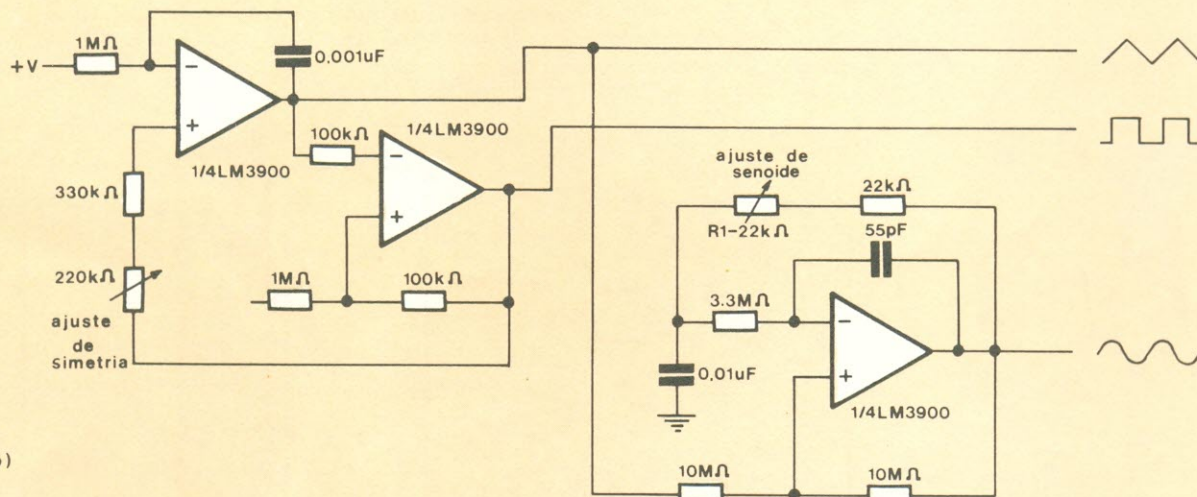 1MΩ
+V
0.001uF
1/4LM3900
330kΩ
220kΩ
ajuste
de
simetria
100kΩ
1/4LM3900
1MΩ
100kΩ
ajuste de
senoide
R1-22kΩ
22kΩ
55pF
3.3MΩ
0,01uF
1/4LM3900
10MΩ
10MΩ